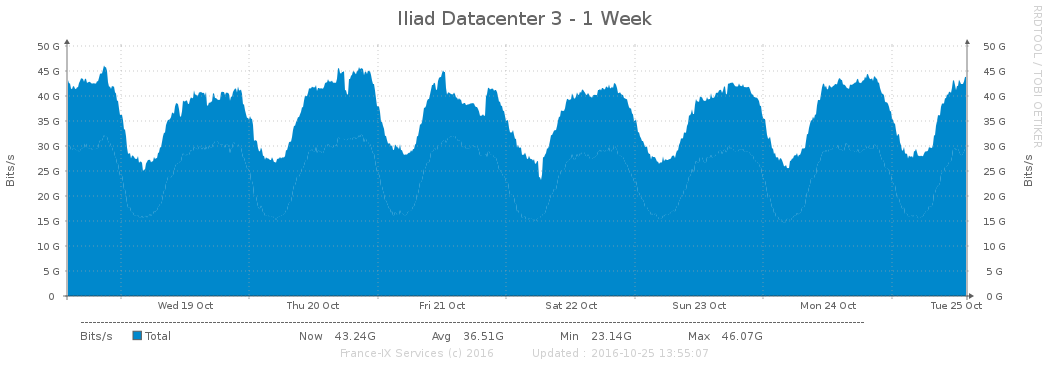 Iliad Datacenter 3 - 1 Week
RRDTOOL / TOBI OETIKER
50 G 50 G
45 G 45 G
40 G 40 G
35 G 35 G
30 G 30 G
25 G 25 G
20 G 20 G
15 G 15 G
10 G 10 G
5 G 5 G
0 0 G
Bits/s Bits/s
Wed 19 Oct Thu 20 Oct Fri 21 Oct Sat 22 Oct Sun 23 Oct Mon 24 Oct Tue 25 Oct
Bits/s Total Now 43.24G Avg 36.51G Min 23.14G Max 46.07G
France-IX Services (c) 2016 Updated : 2016-10-25 13:55:07